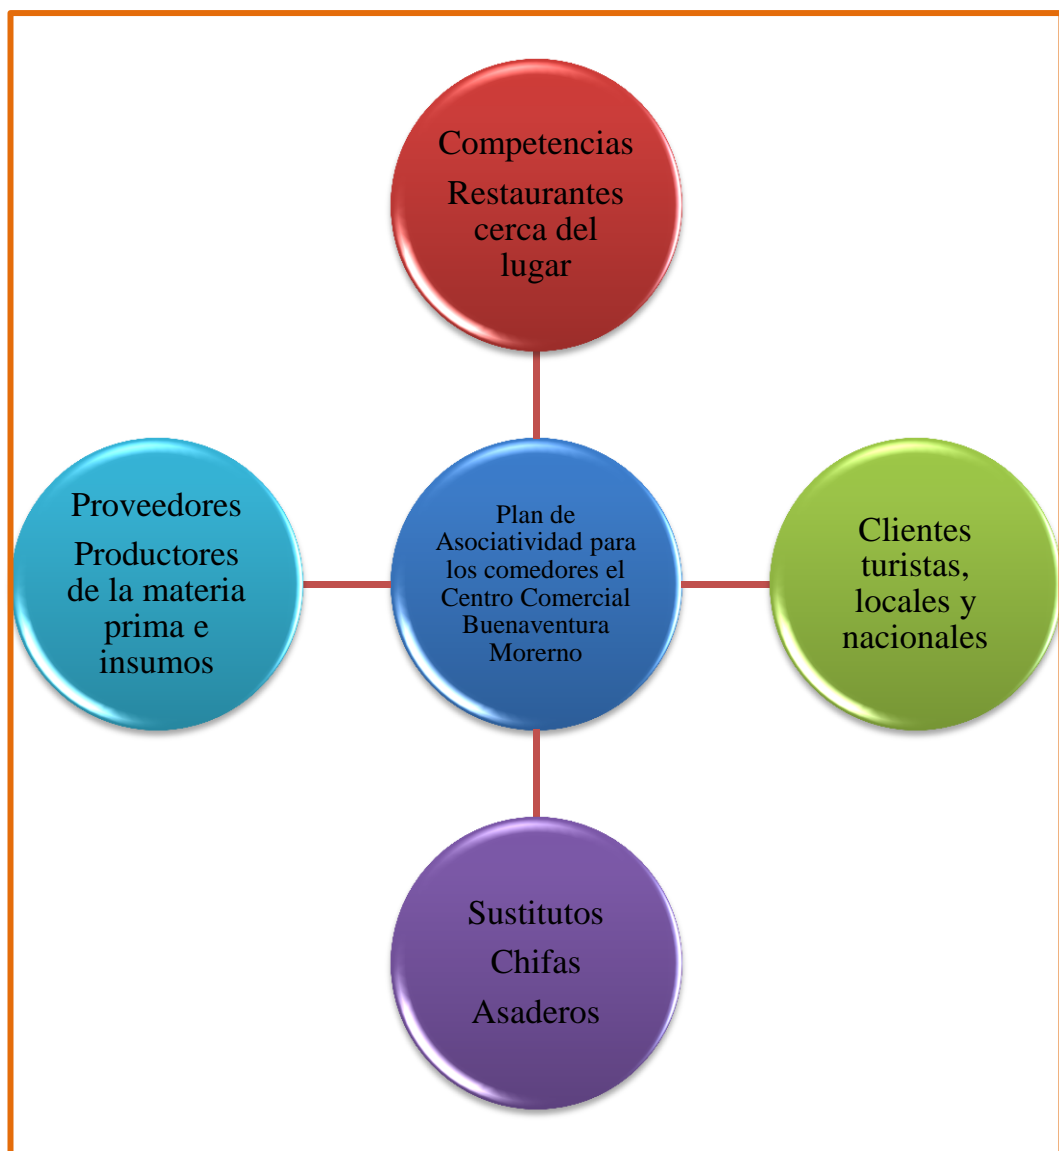 Competencias
Restaurantes
cerca del
lugar
Proveedores
Productores
de la materia
prima e
insumos
Plan de
Asociatividad para
los comedores el
Centro Comercial
Buenaventura
Morerno
Clientes
turistas,
locales y
nacionales
Sustitutos
Chifas
Asaderos